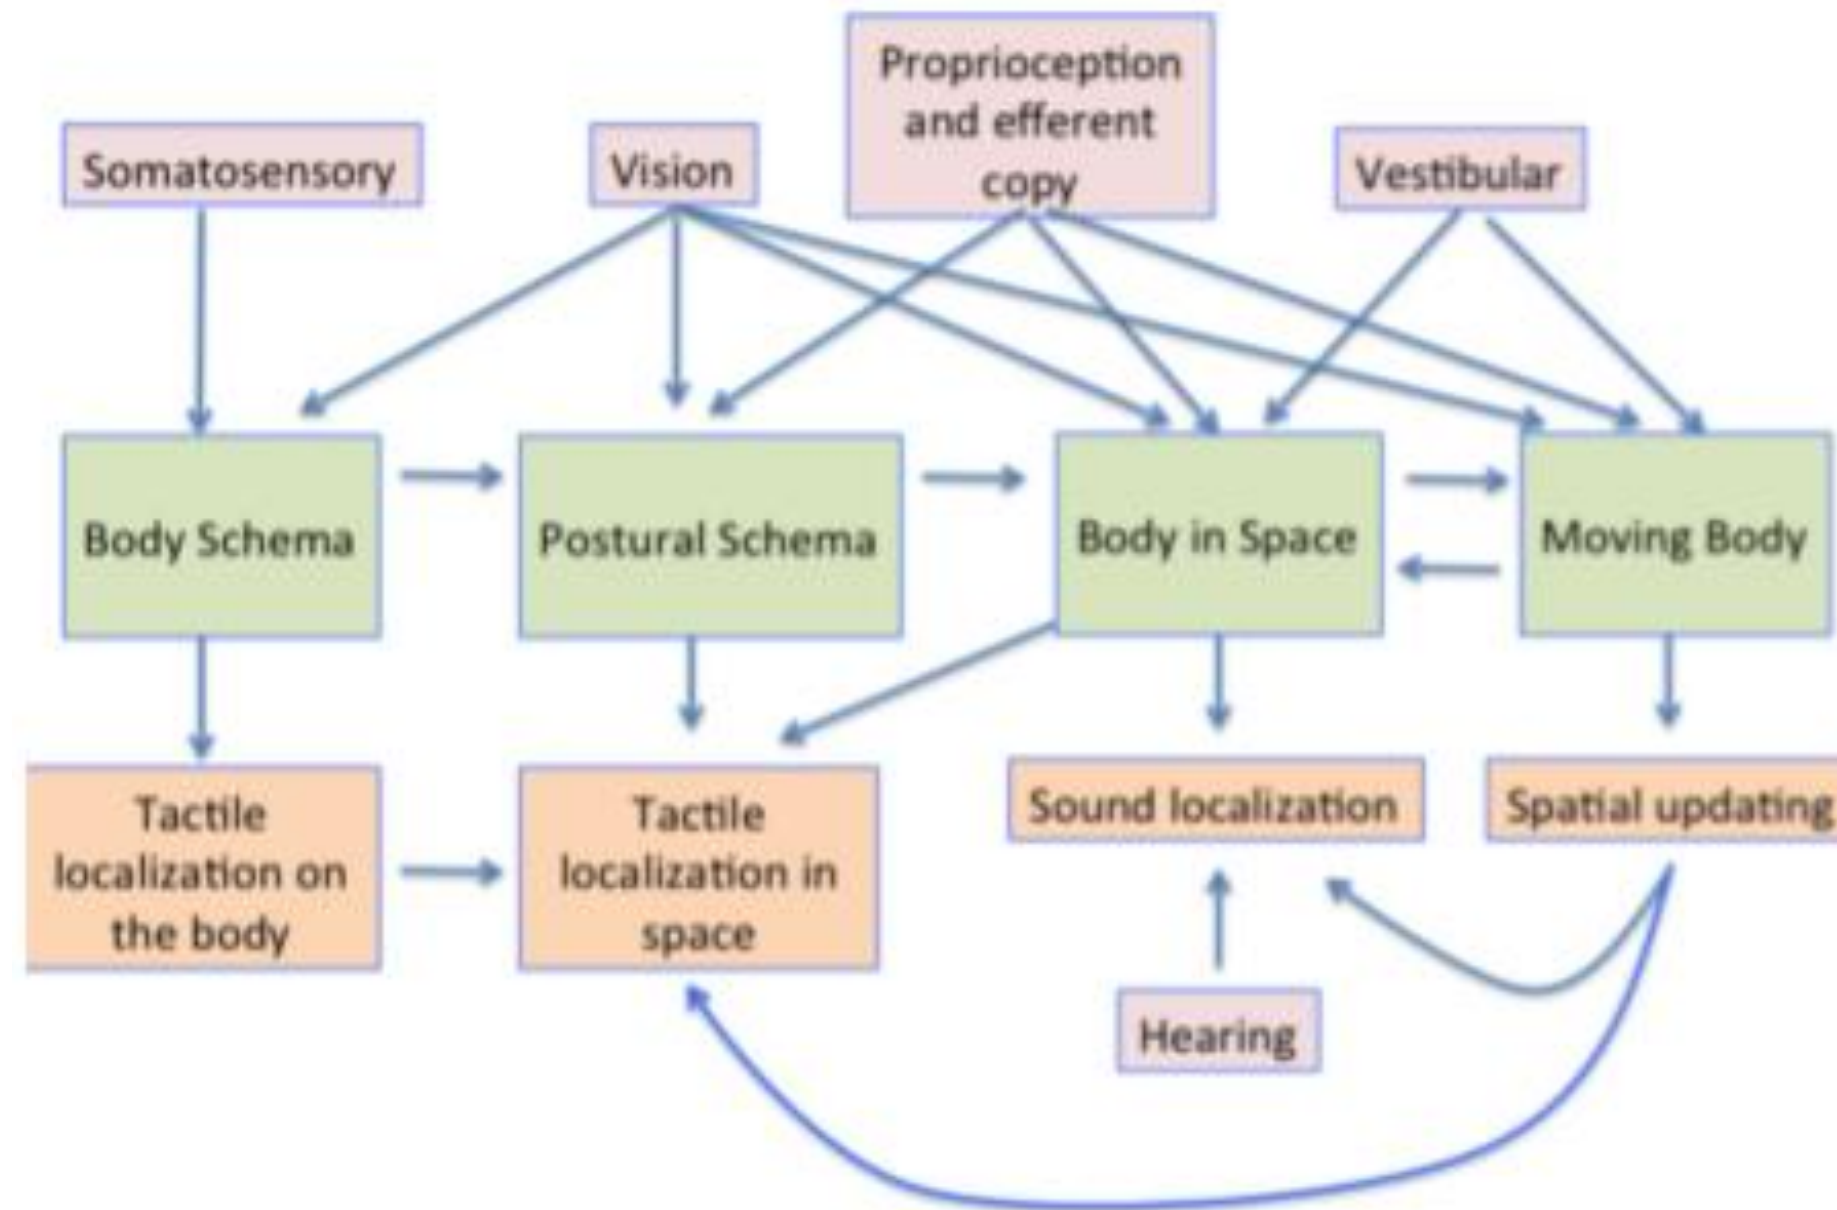 Proprioception
and efferent
copy
Somatosensory
Vision
Vestibular
Body Schema
Postural Schema
Body in Space
Moving Body
Tactile
localization on
the body
Tactile
localization in
space
Sound localization
Spatial updating
Hearing